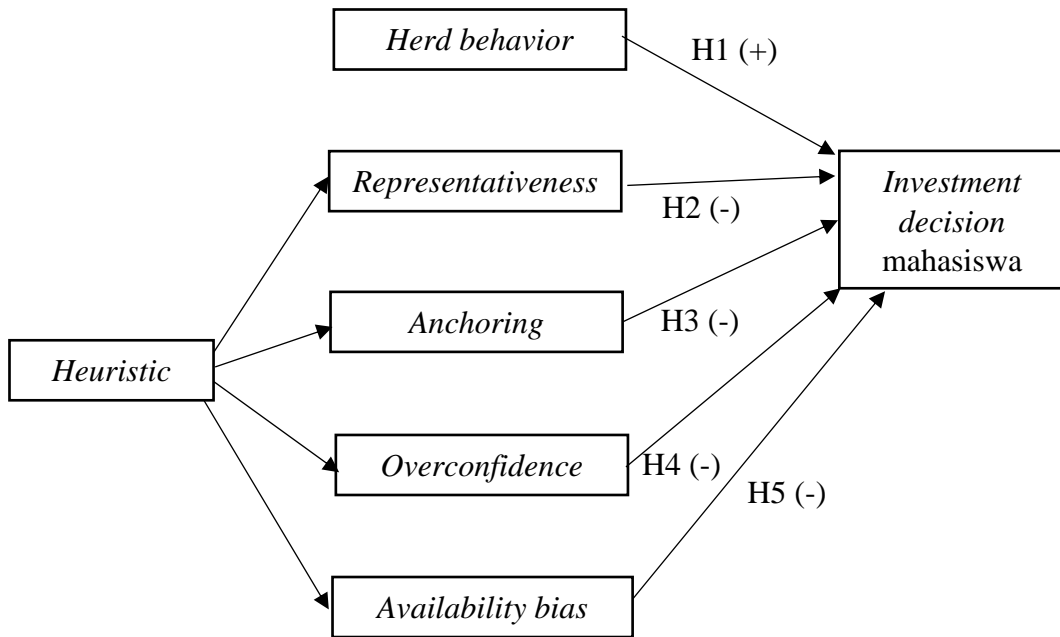 Herd behavior
H1 (+)
Representativeness
H2 (-)
Investment
decision
mahasiswa
Anchoring
H3 (-)
Heuristic
Overconfidence
H4 (-)
H5 (-)
Availability bias